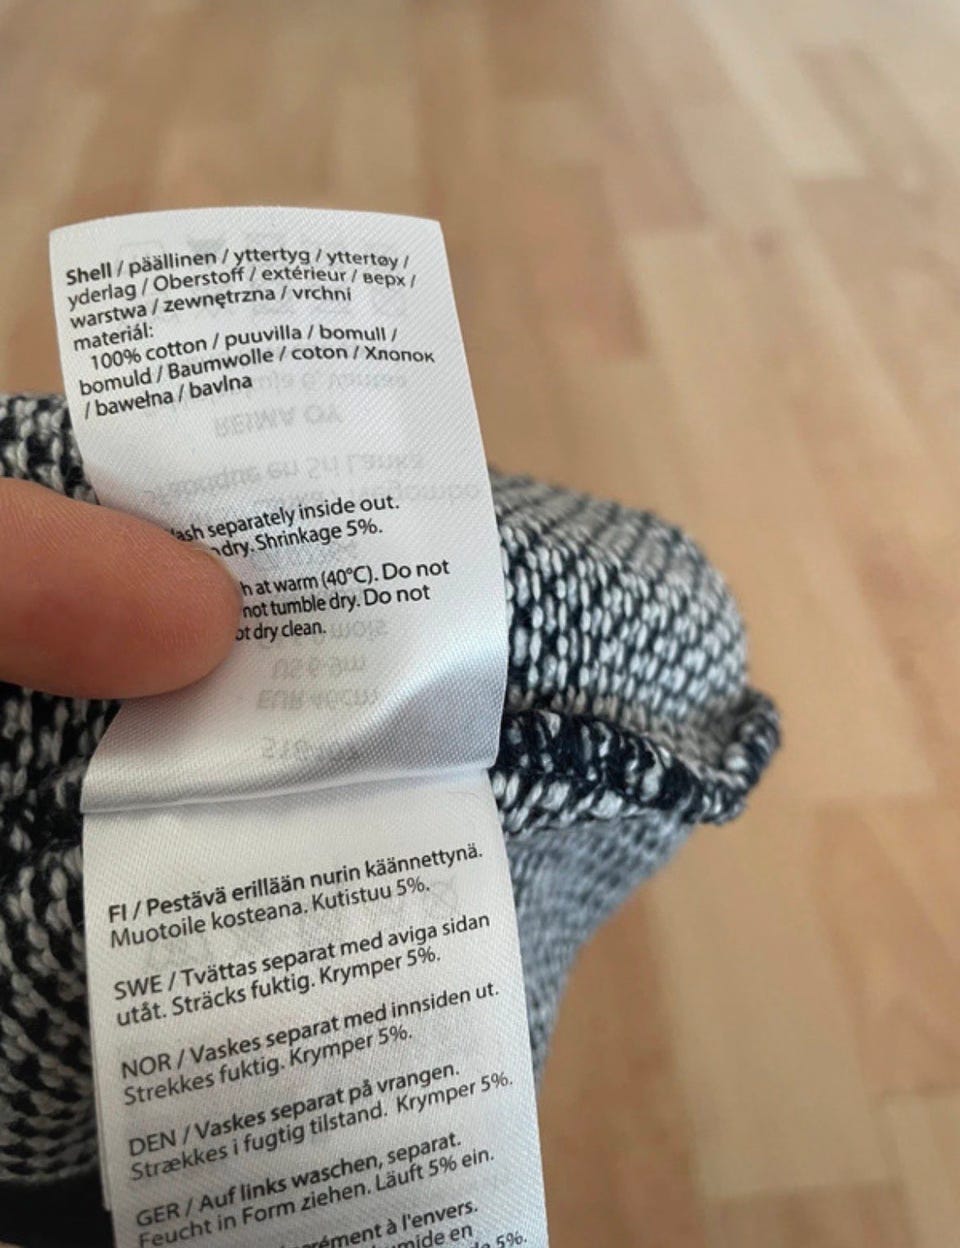 Shell / päällinen / yttertyg / yttertøy /
yderlag / Oberstoff / extérieur / верх /
warstwa / zewnętrzna / vrchni
materiál:
100% cotton / puuvilla / bomull /
bomuld / Baumwolle / coton / Хлопок
/ bawełna / bavlna
separately inside out.
dry. Shrinkage 5%.
at warm (40°C). Do not
not tumble dry. Do not
dry clean.
FI / Pestävä erillään nurin käännettynä.
Muotoile kosteana. Kutistuu 5%.
SWE / Tvättas separat med aviga sidan
utåt. Sträcks fuktig. Krymper 5%.
NOR / Vaskes separat med innsiden ut.
Strekkes fuktig. Krymper 5%.
DEN / Vaskes separat på vrangen.
Strækkes i fugtig tilstand. Krymper 5%.
GER / Auf links waschen, separat.
Feucht in Form ziehen. Läuft 5% ein.
à l'envers.
en
5%.